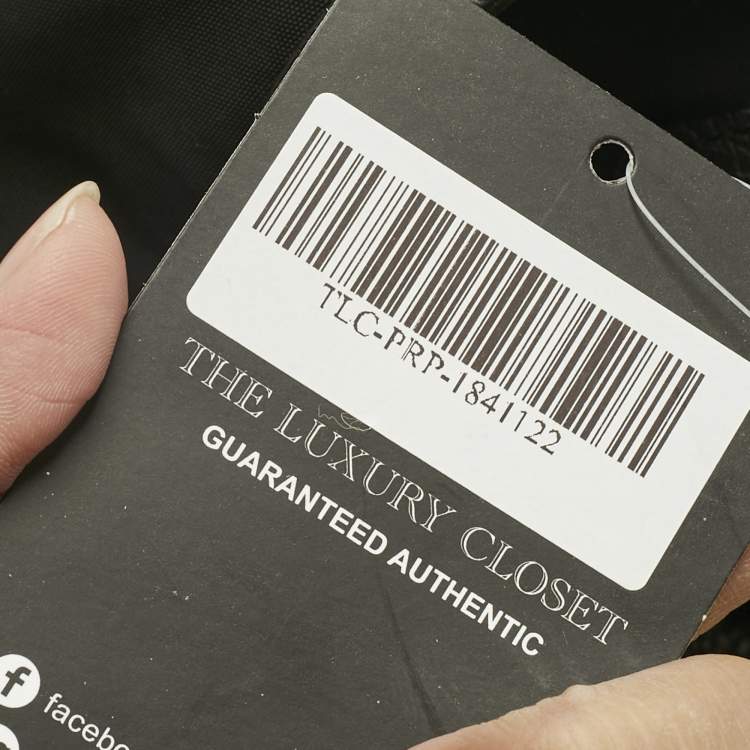 TLC-PRP-1841122
THE LUXURY CLOSET
GUARANTEED AUTHENTIC